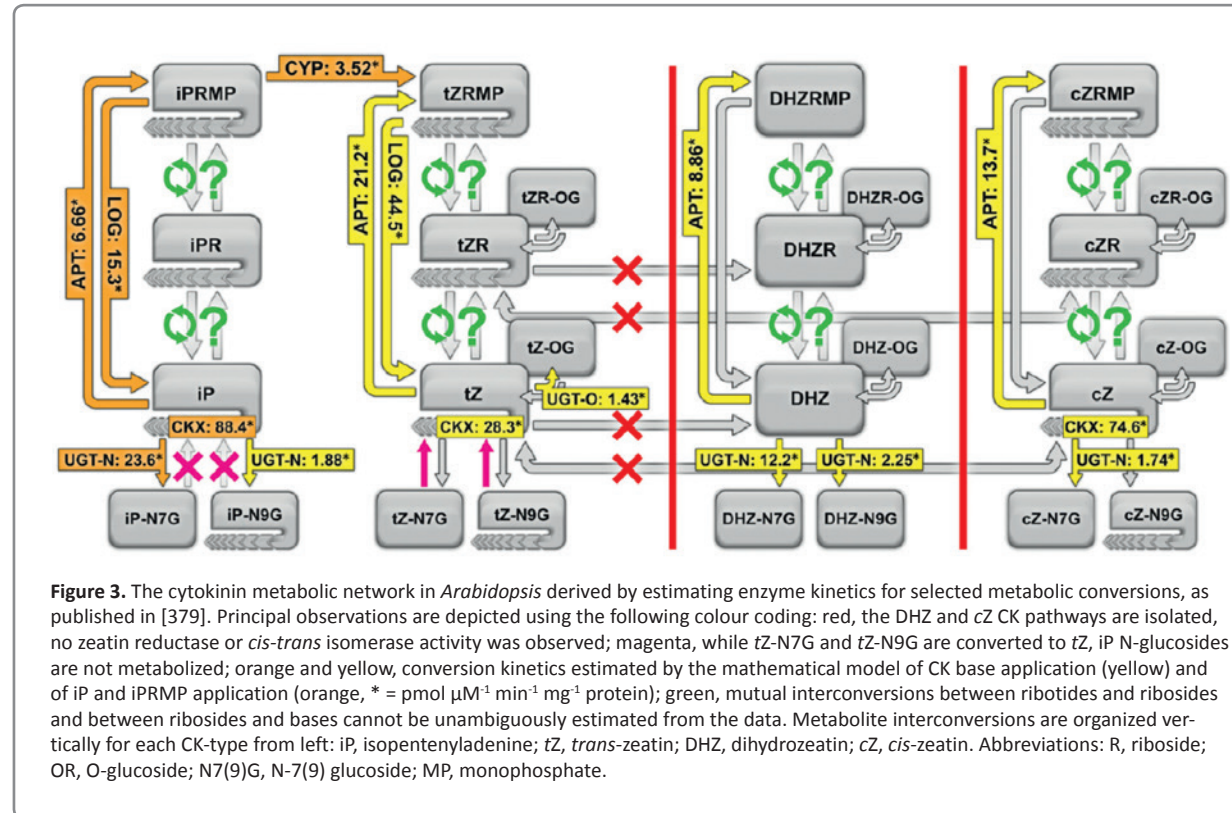 CYP: 3.52*
iPRMP
tZRMP
DHZRMP
cZRMP
APT: 6.99*
LOG: 15.3*
APT: 21.2*
LOG: 44.5*
APT: 8.86*
APT: 13.7*
?
?
?
?
tZR-OG
DHZR-OG
cZR-OG
iPR
tZR
DHZR
cZR
?
?
?
?
tZ-OG
DHZ-OG
cZ-OG
iP
tZ
DHZ
cZ
UGT-O: 1.43*
CKX: 88.4*
CKX: 28.3*
CKX: 74.6*
UGT-N: 23.6*
UGT-N: 1.88*
UGT-N: 12.2*
UGT-N: 2.25*
UGT-N: 1.74*
iP-N7G
iP-N9G
tZ-N7G
tZ-N9G
DHZ-N7G
DHZ-N9G
cZ-N7G
cZ-N9G
Figure 3. The cytokinin metabolic network in Arabidopsis derived by estimating enzyme kinetics for selected metabolic conversions, as
published in [379]. Principal observations are depicted using the following colour coding: red, the DHZ and cZ CK pathways are isolated,
no zeatin reductase or cis-trans isomerase activity was observed; magenta, while tZ-N7G and tZ-N9G are converted to tZ, iP N-glucosides
are not metabolized; orange and yellow, conversion kinetics estimated by the mathematical model of CK base application (yellow) and
of iP and iPRMP application (orange, * = pmol μM⁻¹ min⁻¹ mg⁻¹ protein); green, mutual interconversions between ribotides and ribosides
and between ribosides and bases cannot be unambiguously estimated from the data. Metabolite interconversions are organized ver-
tically for each CK-type from left: iP, isopentenyladenine; tZ, trans-zeatin; DHZ, dihydrozeatin; cZ, cis-zeatin. Abbreviations: R, riboside;
OR, O-glucoside; N7(9)G, N-7(9) glucoside; MP, monophosphate.